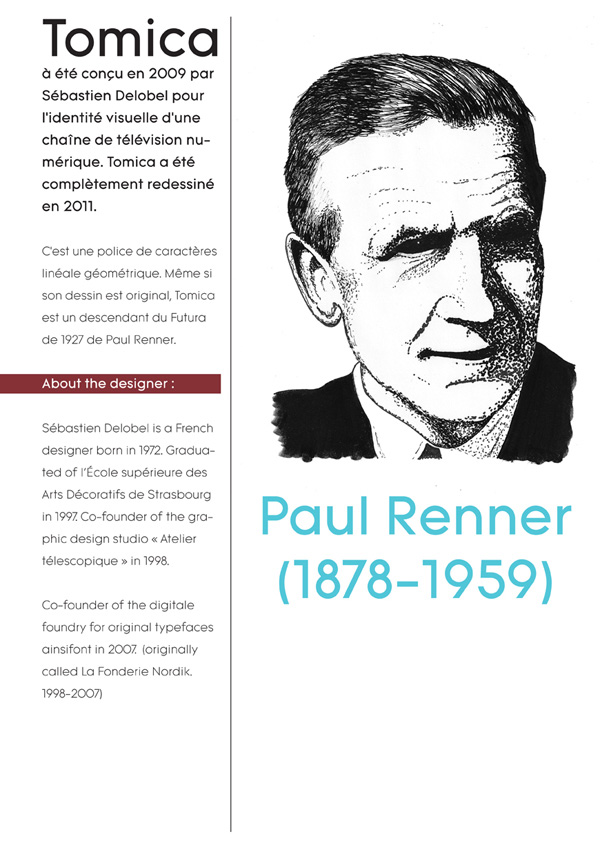 Tomica
à été conçu en 2009 par
Sébastien Delobel pour
l'identité visuelle d'une
chaîne de télévision nu-
mérique. Tomica a été
complètement redessiné
en 2011.
C'est une police de caractères
linéale géométrique. Même si
son dessin est original, Tomica
est un descendant du Futura
de 1927 de Paul Renner.
About the designer :
Sébastien Delobel is a French
designer born in 1972. Gradua-
ted of l'École supérieure des
Arts Décoratifs de Strasbourg
in 1997. Co-founder of the gra-
phic design studio « Atelier
télescopique » in 1998.
Co-founder of the digitale
foundry for original typefaces
ainsifont in 2007. (originally
called La Fonderie Nordik.
1998-2007)
Paul Renner
(1878-1959)